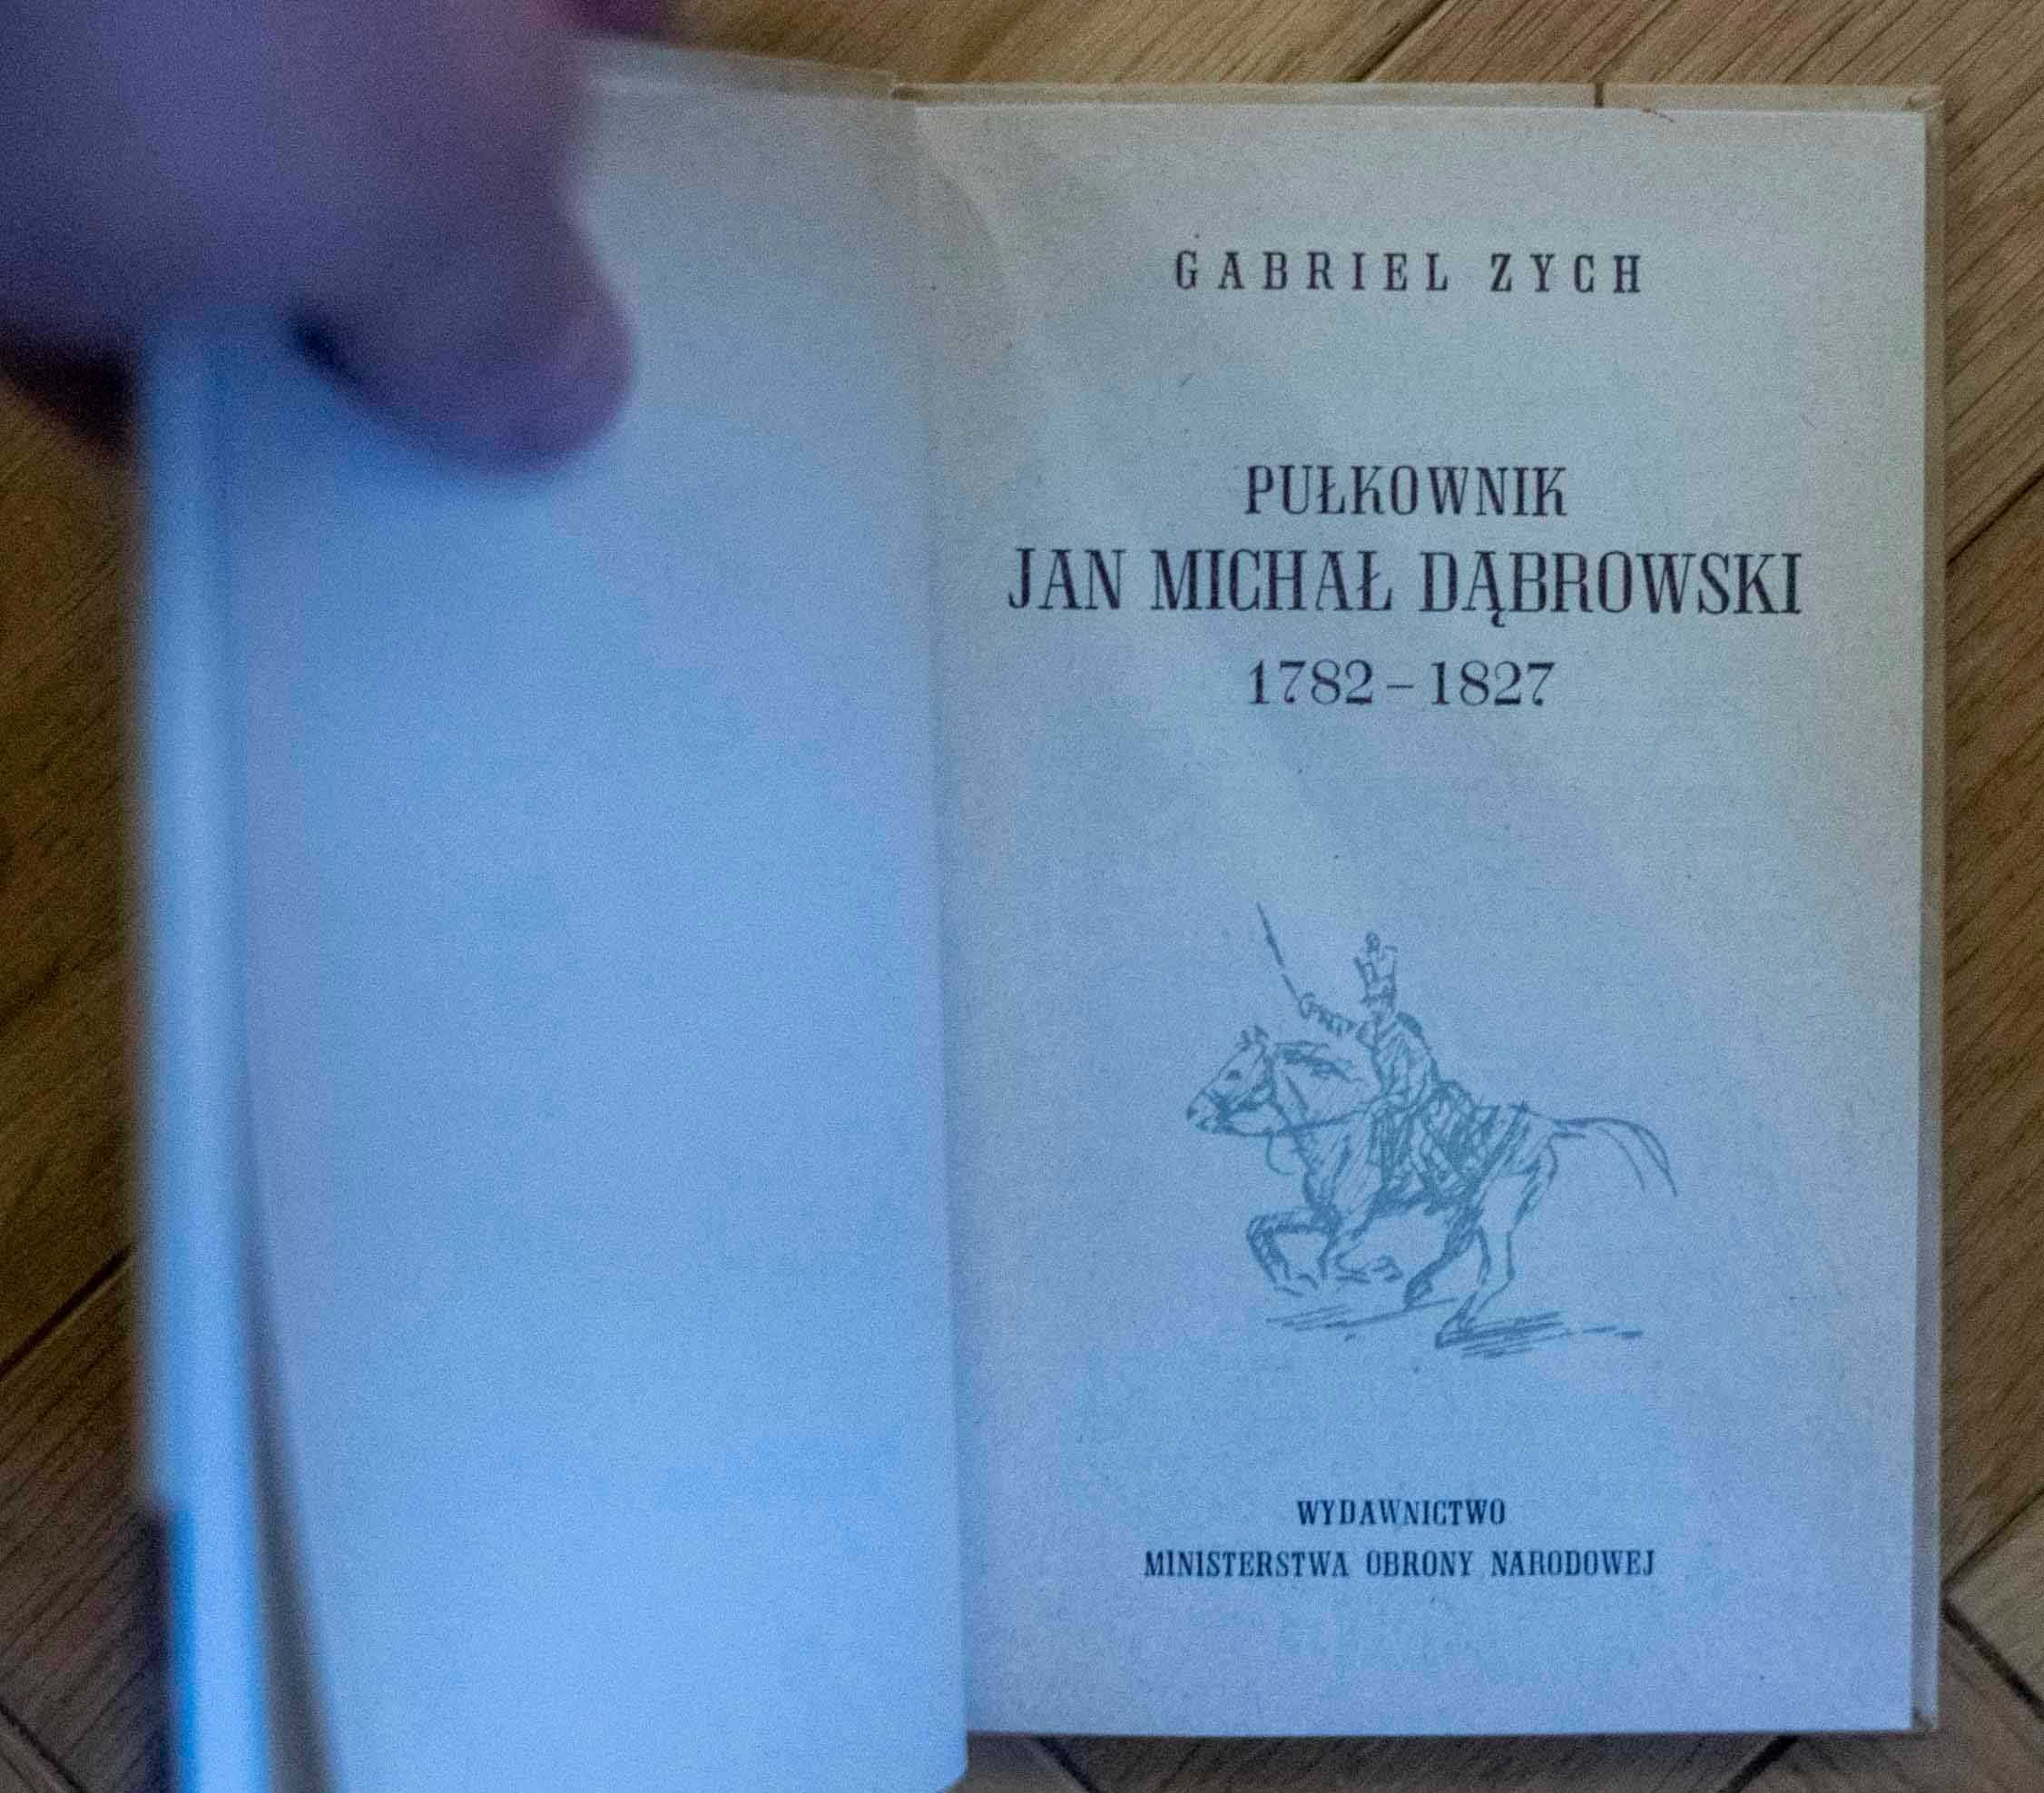 GABRIEL ZYCH
PUŁKOWNIK
JAN MICHAŁ DĄBROWSKI
1782–1827
WYDAWNICTWO
MINISTERSTWA OBRONY NARODOWEJ